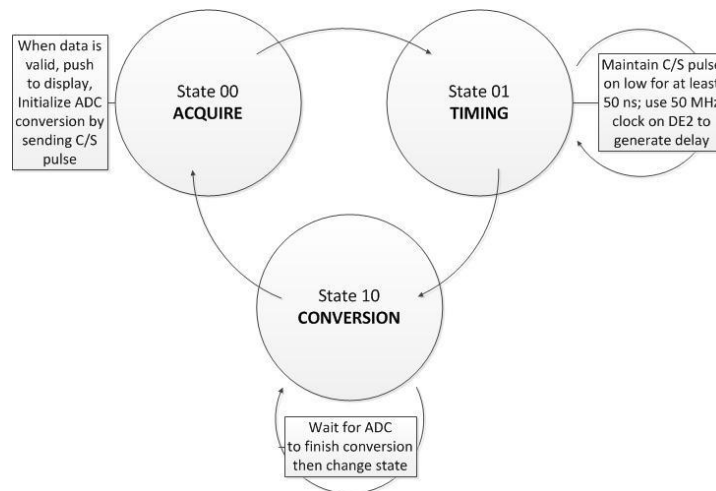 When data is
valid, push
to display,
Initialize ADC
conversion by
sending C/S
pulse
State 00
ACQUIRE
State 01
TIMING
Maintain C/S pulse
on low for at least
50 ns; use 50 MHz
clock on DE2 to
generate delay
State 10
CONVERSION
Wait for ADC
to finish conversion
then change state